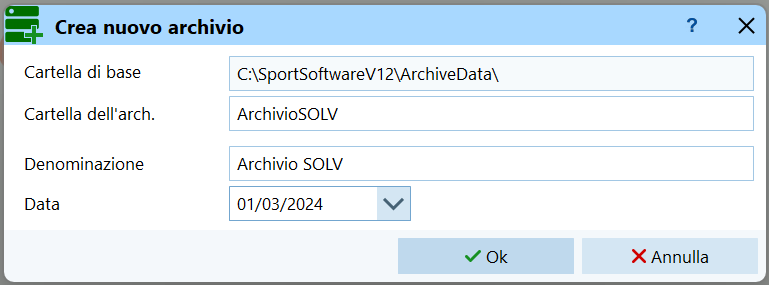 Crea nuovo archivio ?
Cartella di base C:\SportSoftwareV12\ArchiveData\
Cartella dell'arch. ArchivioSOLV
Denominazione Archivio SOLV
Data 01/03/2024
Ok Annulla